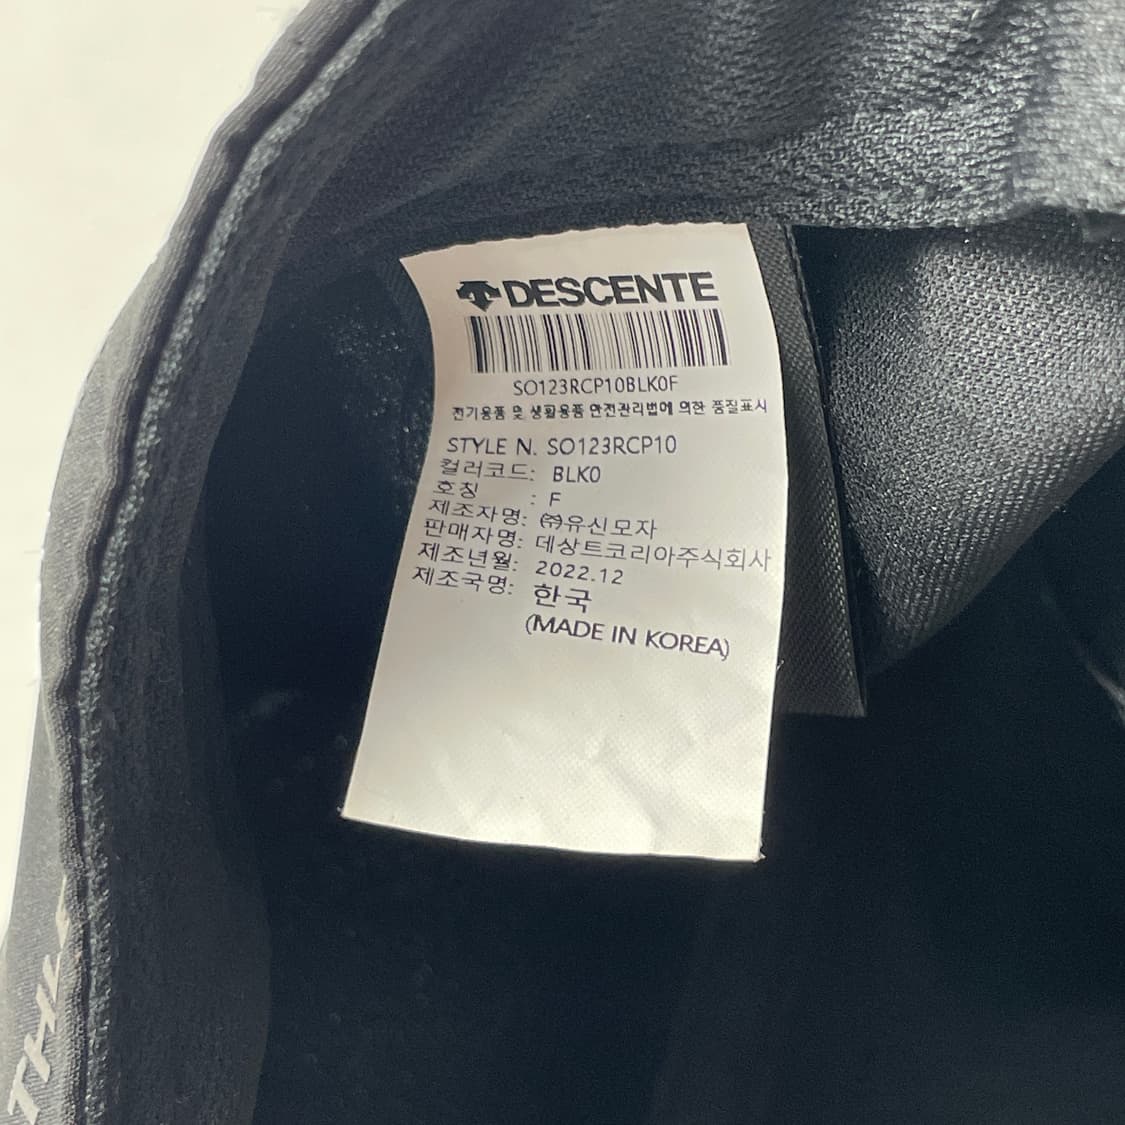 DESCENTE
SO123RCP10BLK0F
전기용품 및 생활용품 안전관리법에 의한 품질표시
STYLE N. SO123RCP10
컬러코드: BLK0
호칭 : F
제조자명: ㈜유신모자
판매자명: 데상트코리아주식회사
제조년월: 2022.12
제조국명: 한국
(MADE IN KOREA)